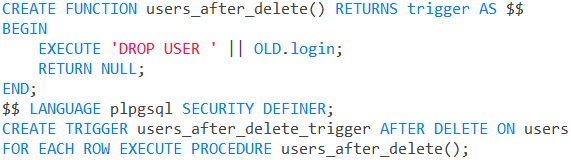 CREATE FUNCTION users_after_delete() RETURNS trigger AS $$
BEGIN
    EXECUTE 'DROP USER ' || OLD.login;
    RETURN NULL;
END;
$$ LANGUAGE plpgsql SECURITY DEFINER;
CREATE TRIGGER users_after_delete_trigger AFTER DELETE ON users
FOR EACH ROW EXECUTE PROCEDURE users_after_delete();